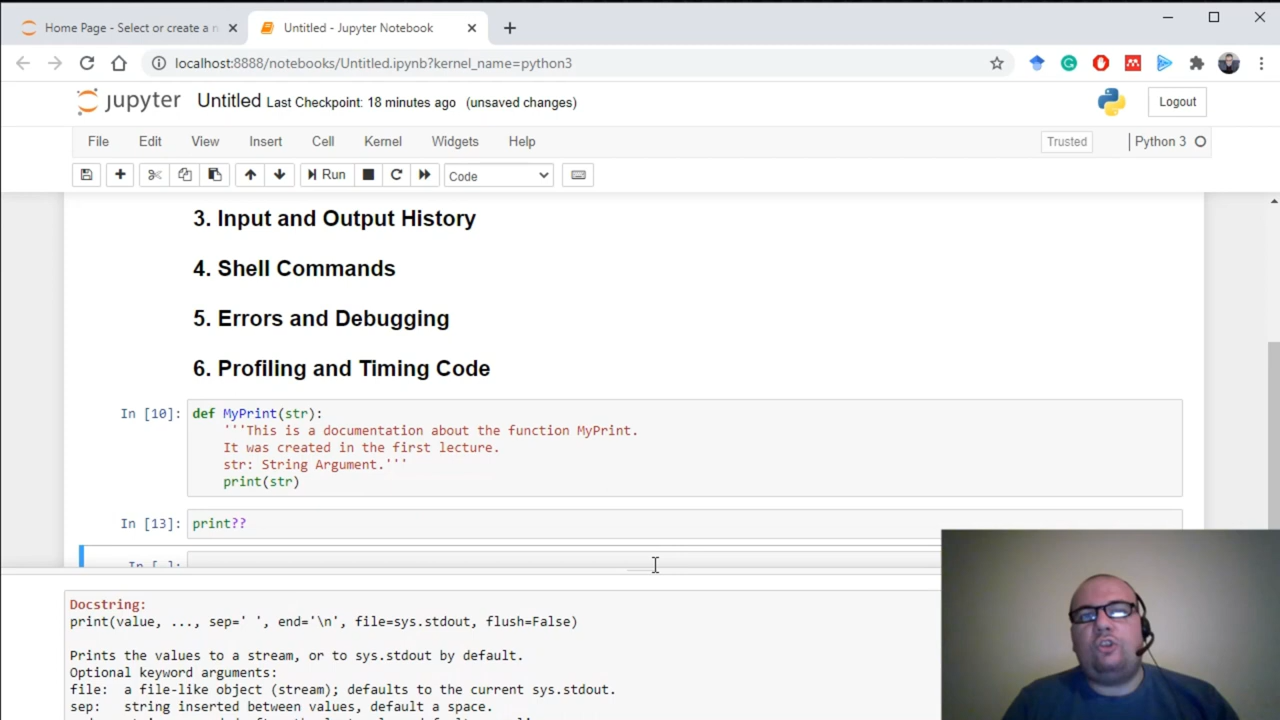 Home Page - Select or create a n
Untitled - Jupyter Notebook
localhost:8888/notebooks/Untitled.ipynb?kernel_name=python3
jupyter Untitled Last Checkpoint: 18 minutes ago (unsaved changes)
Logout
File Edit View Insert Cell Kernel Widgets Help
Trusted Python 3
Run Code
3. Input and Output History
4. Shell Commands
5. Errors and Debugging
6. Profiling and Timing Code
In [10]: def MyPrint(str):
'''This is a documentation about the function MyPrint.
It was created in the first lecture.
str: String Argument.'''
print(str)
In [13]: print??
In [ ]:
Docstring:
print(value, ..., sep=' ', end='\n', file=sys.stdout, flush=False)
Prints the values to a stream, or to sys.stdout by default.
Optional keyword arguments:
file: a file-like object (stream); defaults to the current sys.stdout.
sep: string inserted between values, default a space.